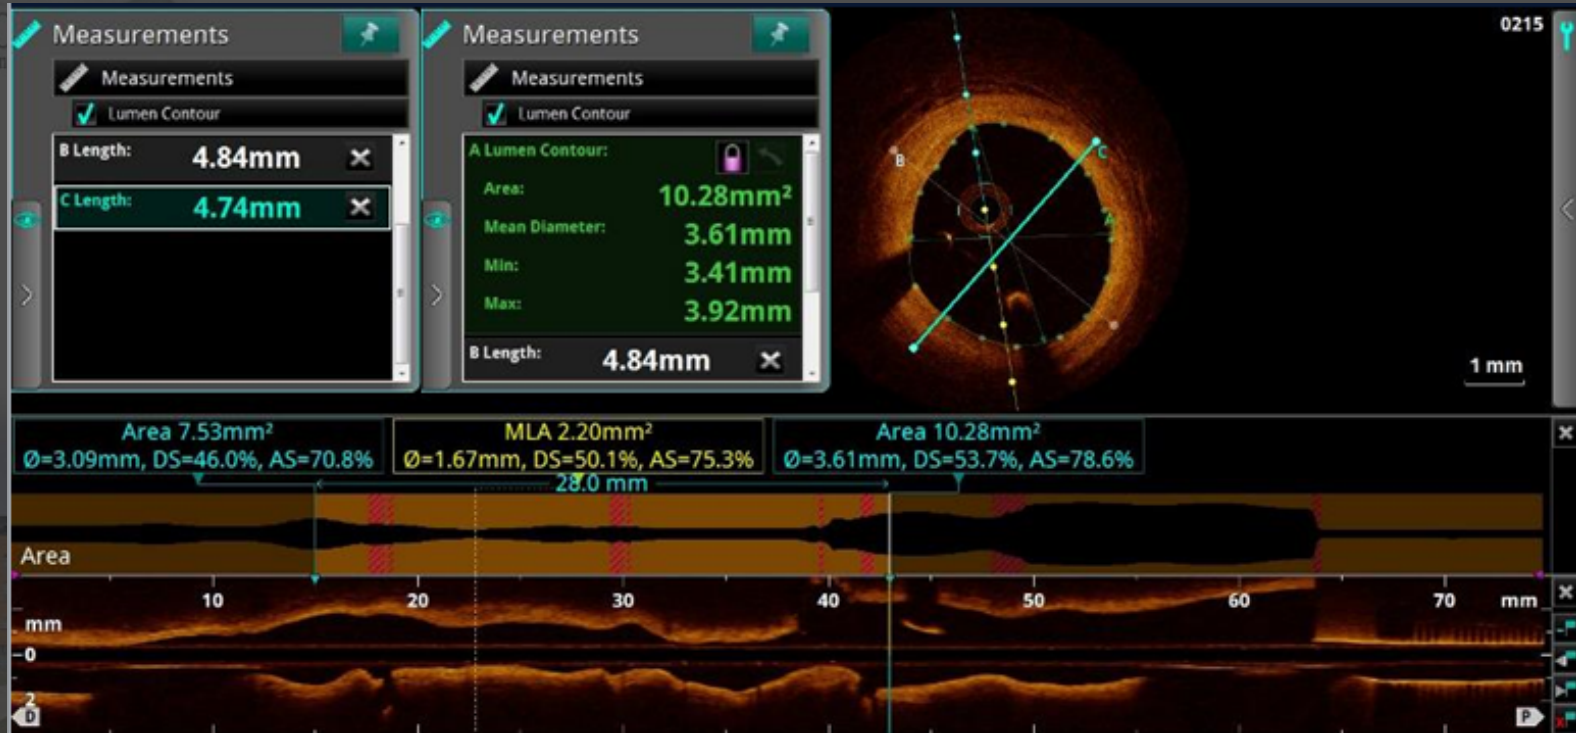 Measurements
Measurements
Lumen Contour
B Length: 4.84mm
C Length: 4.74mm
Measurements
Measurements
Lumen Contour
A Lumen Contour:
Area: 10.28mm²
Mean Diameter: 3.61mm
Min: 3.41mm
Max: 3.92mm
B Length: 4.84mm
0215
B
C
A
1 mm
Area 7.53mm²
Ø=3.09mm, DS=46.0%, AS=70.8%
MLA 2.20mm²
Ø=1.67mm, DS=50.1%, AS=75.3%
Area 10.28mm²
Ø=3.61mm, DS=53.7%, AS=78.6%
28.0 mm
Area
10 20 30 40 50 60 70 mm
mm
0
2
D
P